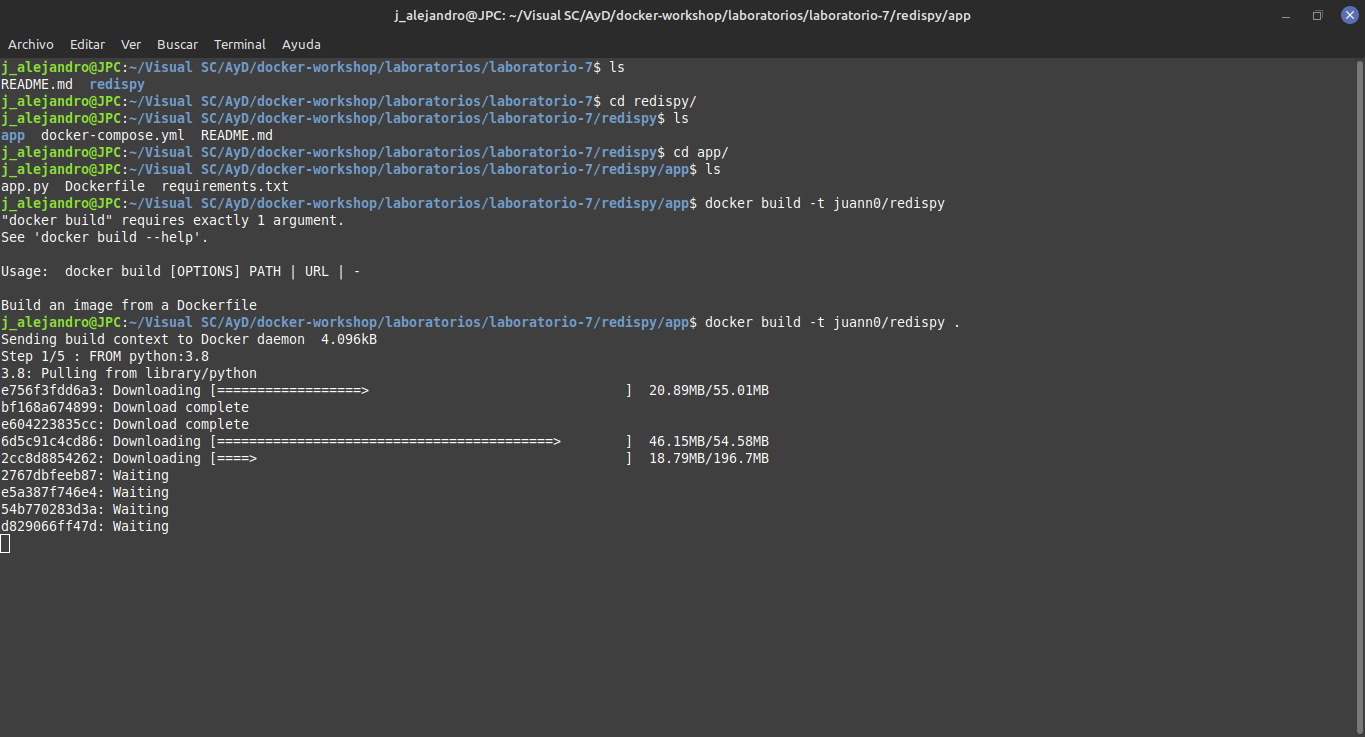 j_alejandro@JPC: ~/Visual SC/AyD/docker-workshop/laboratorios/laboratorio-7/redispy/app
Archivo Editar Ver Buscar Terminal Ayuda
j_alejandro@JPC:~/Visual SC/AyD/docker-workshop/laboratorios/laboratorio-7$ ls
README.md  redispy
j_alejandro@JPC:~/Visual SC/AyD/docker-workshop/laboratorios/laboratorio-7$ cd redispy/
j_alejandro@JPC:~/Visual SC/AyD/docker-workshop/laboratorios/laboratorio-7/redispy$ ls
app  docker-compose.yml  README.md
j_alejandro@JPC:~/Visual SC/AyD/docker-workshop/laboratorios/laboratorio-7/redispy$ cd app/
j_alejandro@JPC:~/Visual SC/AyD/docker-workshop/laboratorios/laboratorio-7/redispy/app$ ls
app.py  Dockerfile  requirements.txt
j_alejandro@JPC:~/Visual SC/AyD/docker-workshop/laboratorios/laboratorio-7/redispy/app$ docker build -t juann0/redispy
"docker build" requires exactly 1 argument.
See 'docker build --help'.
Usage:  docker build [OPTIONS] PATH | URL | -
Build an image from a Dockerfile
j_alejandro@JPC:~/Visual SC/AyD/docker-workshop/laboratorios/laboratorio-7/redispy/app$ docker build -t juann0/redispy .
Sending build context to Docker daemon  4.096kB
Step 1/5 : FROM python:3.8
3.8: Pulling from library/python
e756f3fdd6a3: Downloading [==================>                                ]  20.89MB/55.01MB
bf168a674899: Download complete
e604223835cc: Download complete
6d5c91c4cd86: Downloading [==========================================>        ]  46.15MB/54.58MB
2cc8d8854262: Downloading [====>                                              ]  18.79MB/196.7MB
2767dbfeeb87: Waiting
e5a387f746e4: Waiting
54b770283d3a: Waiting
d829066ff47d: Waiting